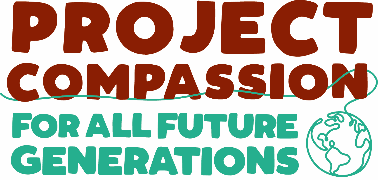 PROJECT
COMPASSION
FOR ALL FUTURE
GENERATIONS